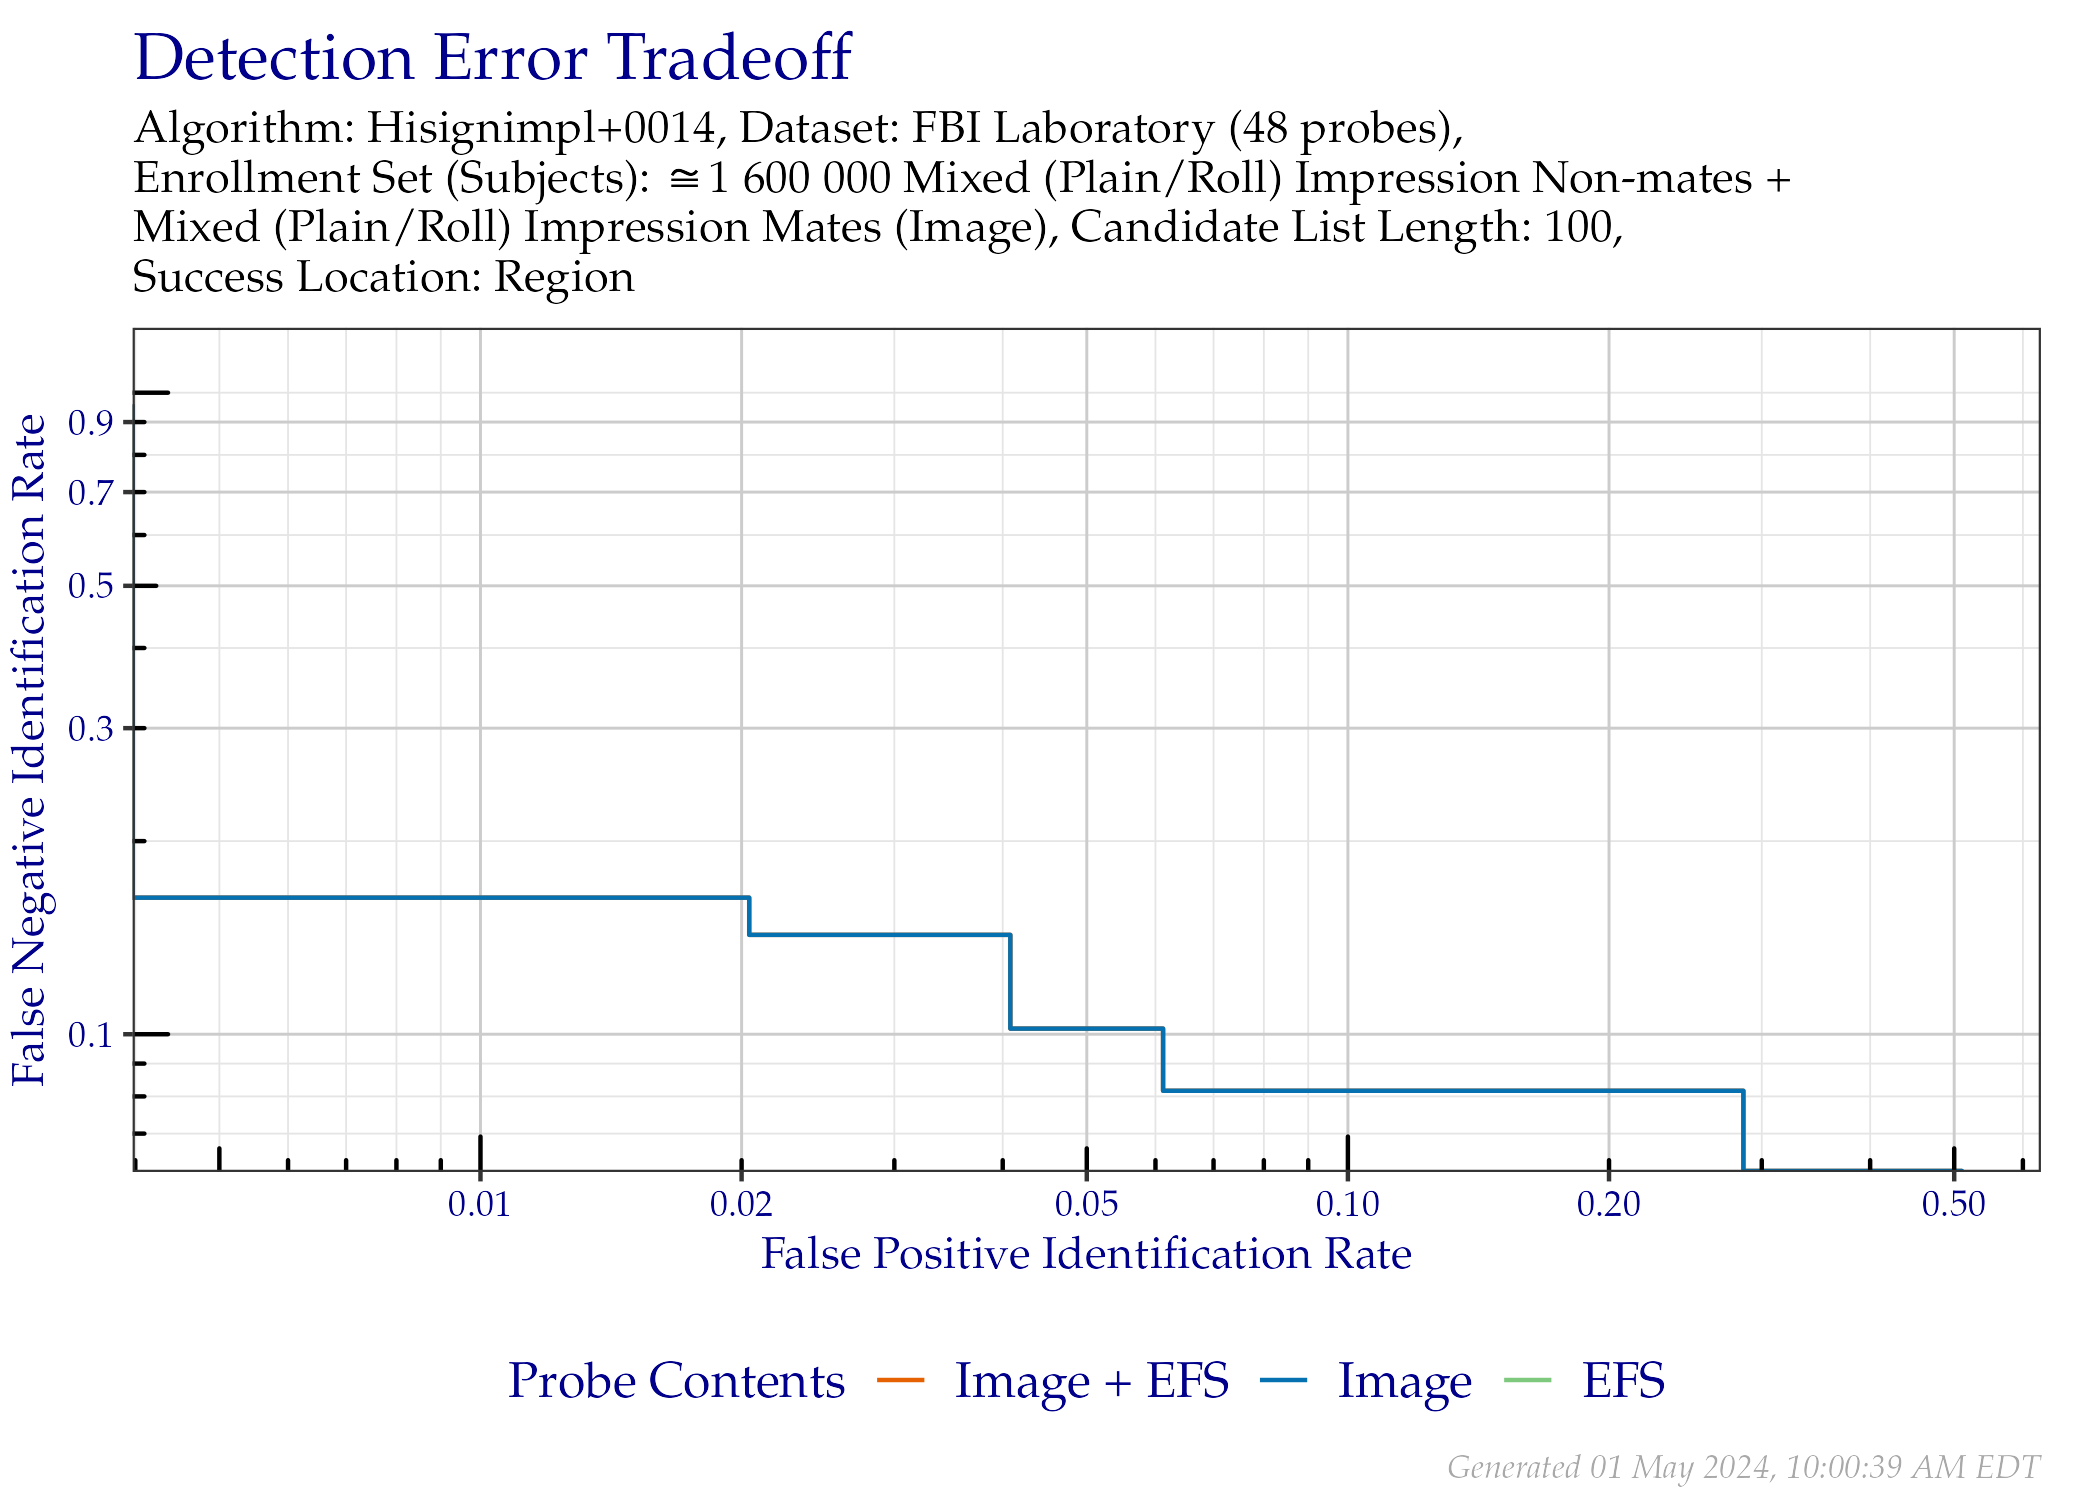 Detection Error Tradeoff
Algorithm: Hisignimpl+0014, Dataset: FBI Laboratory (48 probes),
Enrollment Set (Subjects): ≅1 600 000 Mixed (Plain/Roll) Impression Non-mates +
Mixed (Plain/Roll) Impression Mates (Image), Candidate List Length: 100,
Success Location: Region
False Negative Identification Rate
0.9
0.7
0.5
0.3
0.1
0.01 0.02 0.05 0.10 0.20 0.50
False Positive Identification Rate
Probe Contents Image + EFS Image EFS
Generated 01 May 2024, 10:00:39 AM EDT